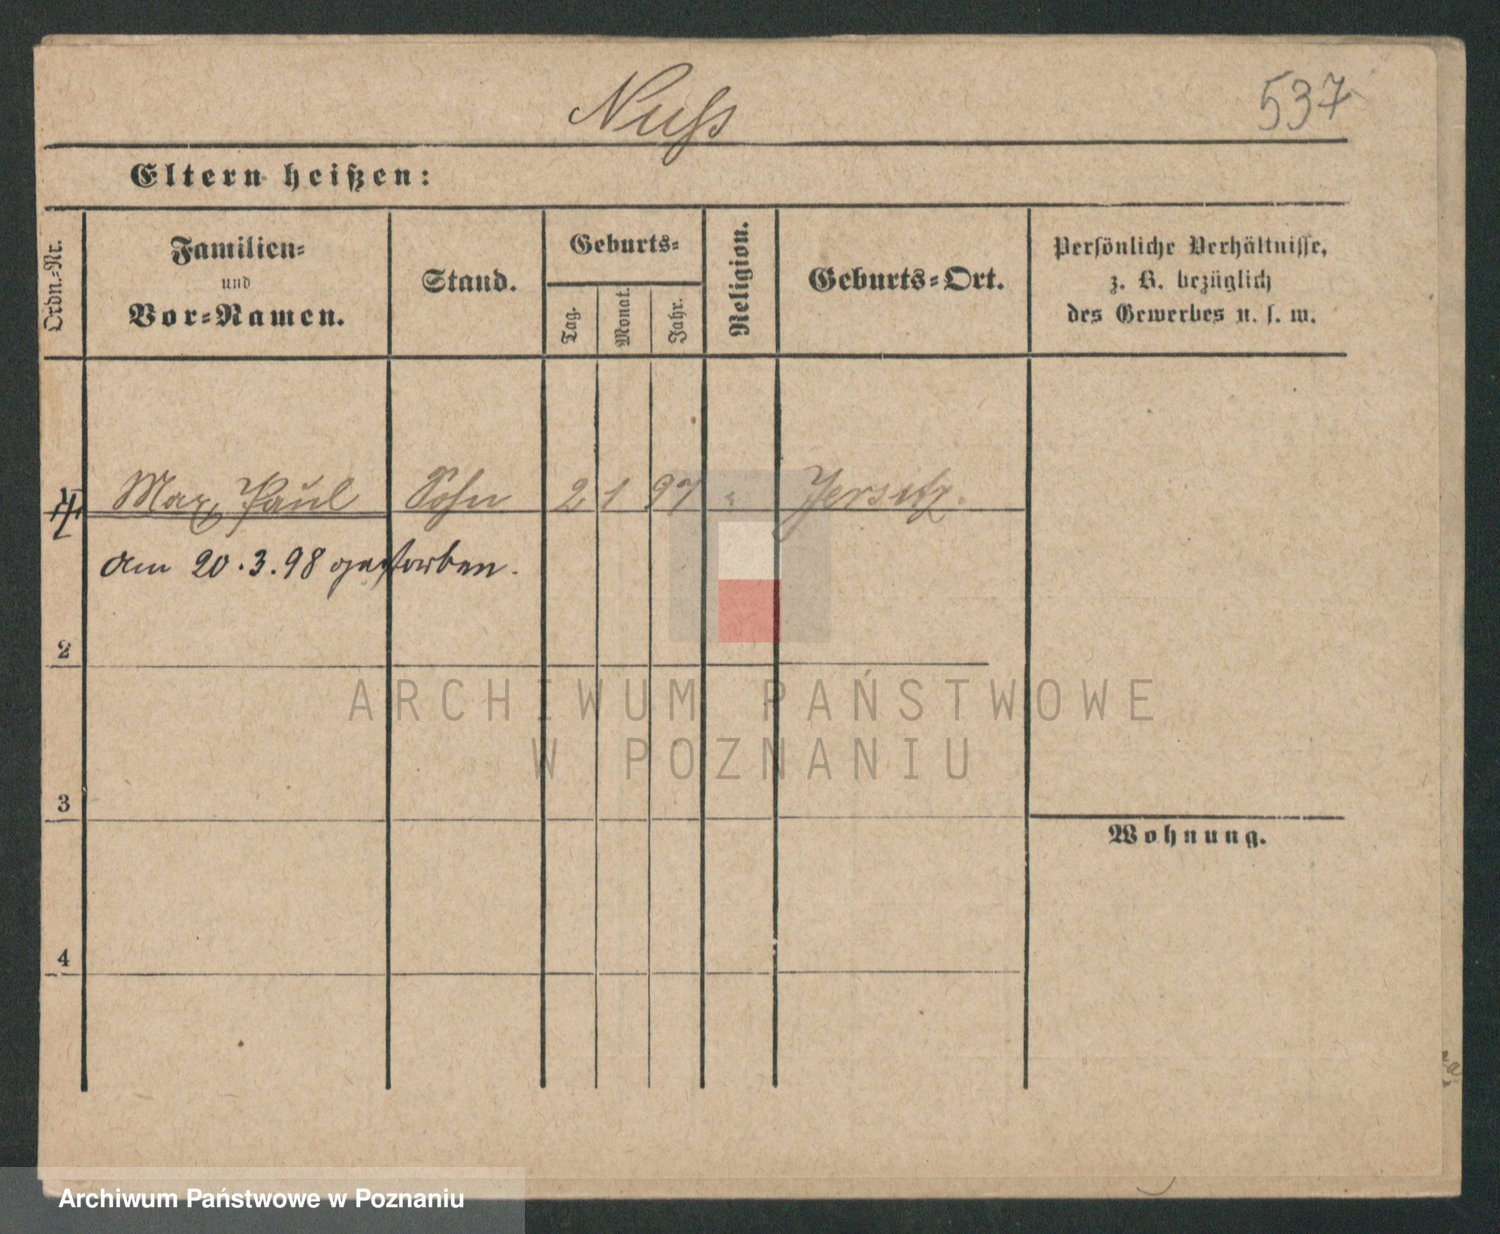 Nuß
537
Eltern heißen:
Ordn.-Nr.
Familien-
und
Vor-Namen.
Stand.
Geburts-
Tag.
Monat.
Jahr.
Religion.
Geburts-Ort.
Persönliche Verhältnisse,
z. B. bezüglich
des Gewerbes u. s. w.
Max Paul Sohn 2 1 97 " Jersitz.
am 20.3.98 gestorben.
2
ARCHIWUM PAŃSTWOWE
W POZNANIU
3
Wohnung.
4
Archiwum Państwowe w Poznaniu